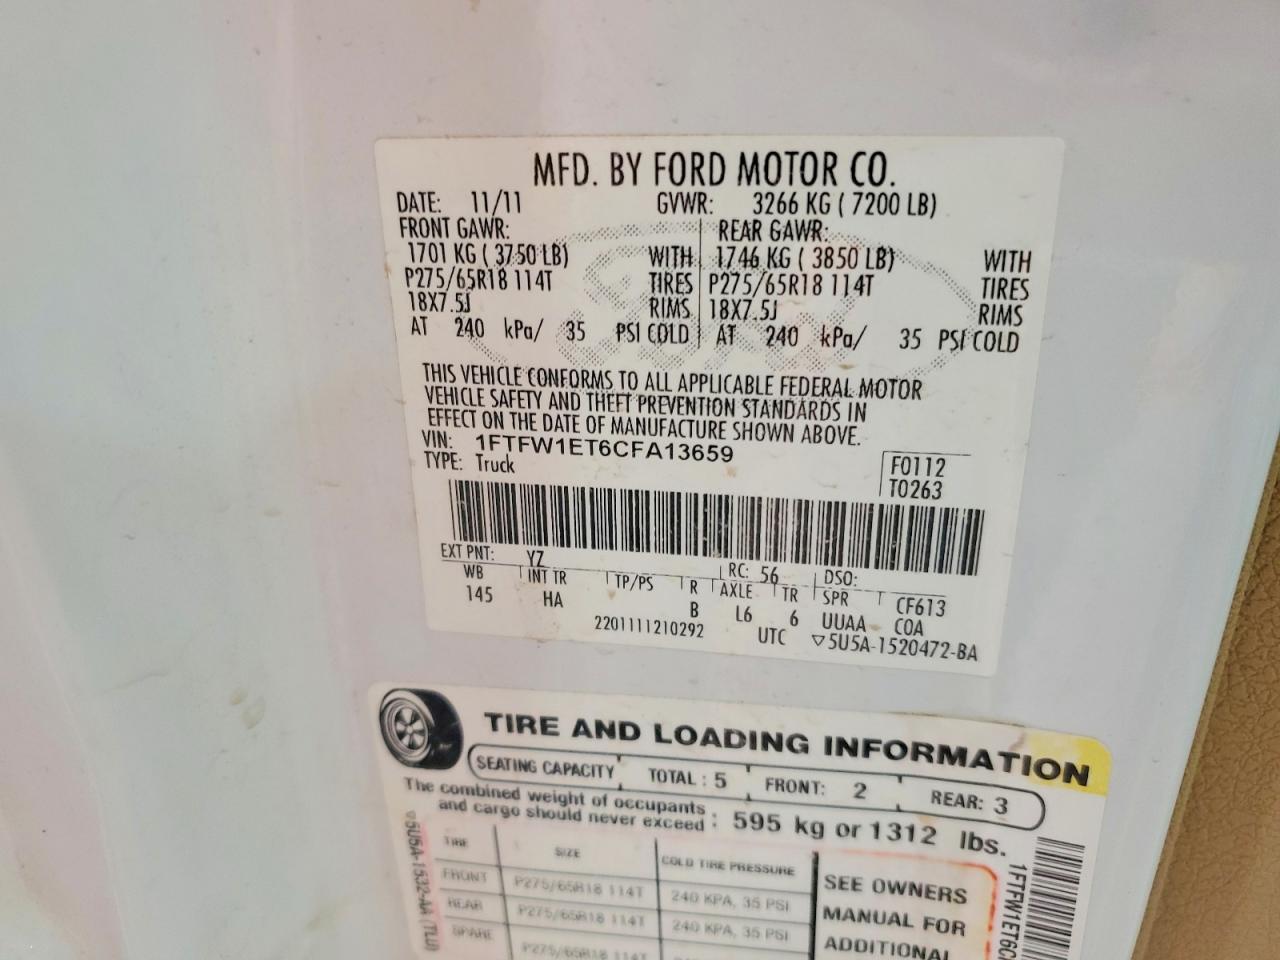 MFD. BY FORD MOTOR CO.
DATE: 11/11 GVWR: 3266 KG ( 7200 LB)
FRONT GAWR: REAR GAWR:
1701 KG ( 3750 LB) WITH 1746 KG ( 3850 LB) WITH
P275/65R18 114T TIRES P275/65R18 114T TIRES
18X7.5J RIMS 18X7.5J RIMS
AT 240 kPa/ 35 PSI COLD AT 240 kPa/ 35 PSI COLD
THIS VEHICLE CONFORMS TO ALL APPLICABLE FEDERAL MOTOR
VEHICLE SAFETY AND THEFT PREVENTION STANDARDS IN
EFFECT ON THE DATE OF MANUFACTURE SHOWN ABOVE.
VIN: 1FTFW1ET6CFA13659
TYPE: Truck
F0112
T0263
EXT PNT: YZ RC: 56 DSO:
WB INT TR TP/PS R AXLE TR SPR CF613
145 HA B L6 6 UUAA COA
2201111210292 UTC ▽5U5A-1520472-BA
TIRE AND LOADING INFORMATION
SEATING CAPACITY TOTAL : 5 FRONT: 2 REAR: 3
The combined weight of occupants
and cargo should never exceed : 595 kg or 1312 lbs.
TIRE SIZE COLD TIRE PRESSURE
FRONT P275/65R18 114T 240 KPA, 35 PSI
REAR P275/65R18 114T 240 KPA, 35 PSI
SPARE P275/65R18 114T
SEE OWNERS
MANUAL FOR
ADDITIONAL
▽5U5A-1532-AA (TLU)
1FTFW1ET6C